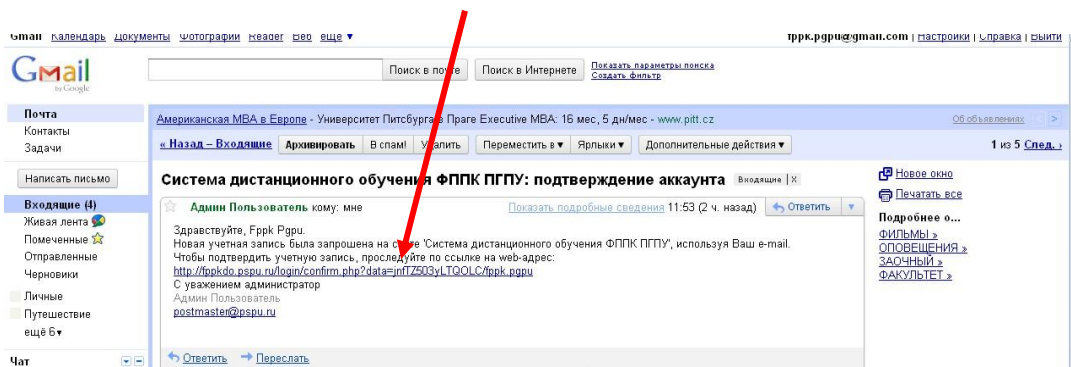 Gmail Календарь Документы Фотографии Reader Веб еще ▼
fppk.pgpu@gmail.com | Настройки | Справка | Выйти
Gmail
by Google
Поиск в почте Поиск в Интернете
Показать параметры поиска
Создать фильтр
Почта
Контакты
Задачи
Написать письмо
Входящие (4)
Живая лента
Помеченные
Отправленные
Черновики
Личные
Путешествие
ещё 6▼
Чат
Американская MBA в Европе - Университет Питсбурга в Праге Executive MBA: 16 мес, 5 дн/мес - www.pitt.cz
Об объявлениях < >
« Назад – Входящие Архивировать В спам! Удалить Переместить в ▼ Ярлыки ▼ Дополнительные действия ▼
1 из 5 След. ›
Система дистанционного обучения ФППК ПГПУ: подтверждение аккаунта Входящие | X
Админ Пользователь кому: мне
Показать подробные сведения 11:53 (2 ч. назад) Ответить ▼
Здравствуйте, Fppk Pgpu.
Новая учетная запись была запрошена на сайте 'Система дистанционного обучения ФППК ПГПУ', используя Ваш e-mail.
Чтобы подтвердить учетную запись, проследуйте по ссылке на web-адрес:
http://fppkdo.pspu.ru/login/confirm.php?data=jnfTZ503yLTQOLC/fppk.pgpu
С уважением администратор
Админ Пользователь
postmaster@pspu.ru
Ответить Переслать
Новое окно
Печатать все
Подробнее о...
ФИЛЬМЫ »
ОПОВЕЩЕНИЯ »
ЗАОЧНЫЙ »
ФАКУЛЬТЕТ »